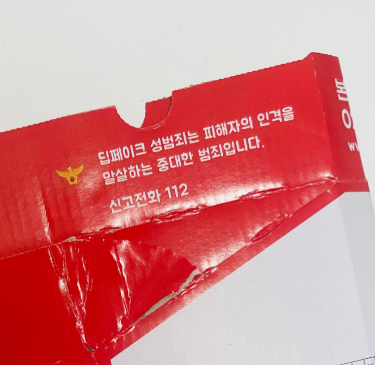 딥페이크 성범죄는 피해자의 인격을
말살하는 중대한 범죄입니다.
신고전화 112